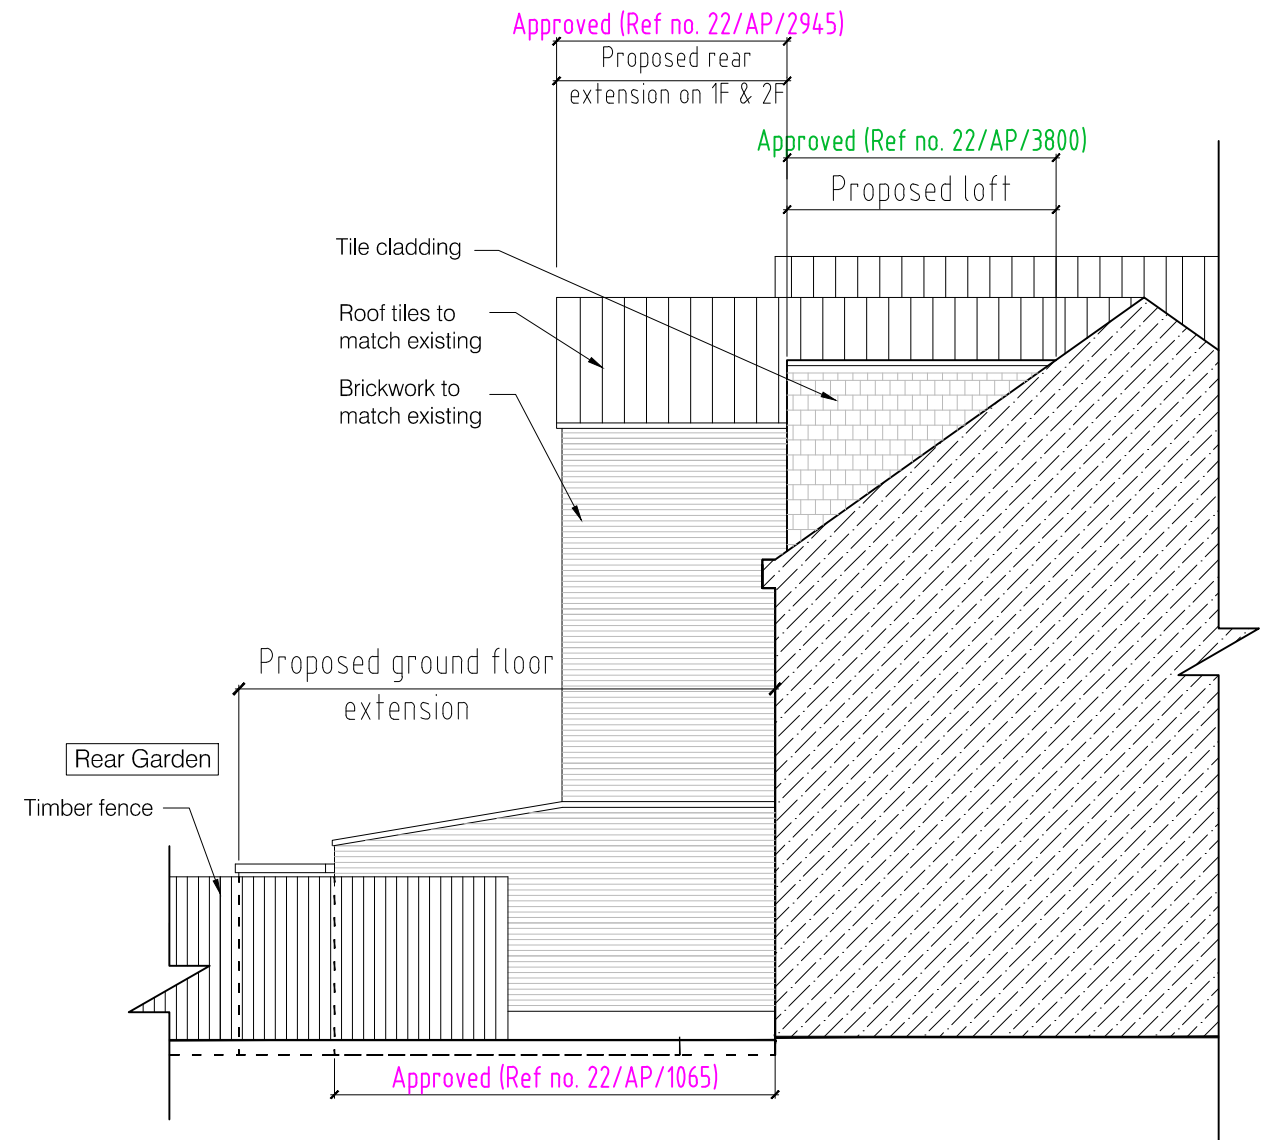 Approved (Ref no. 22/AP/2945)
Proposed rear
extension on 1F & 2F
Approved (Ref no. 22/AP/3800)
Proposed loft
Tile cladding
Roof tiles to
match existing
Brickwork to
match existing
Proposed ground floor
extension
Rear Garden
Timber fence
Approved (Ref no. 22/AP/1065)